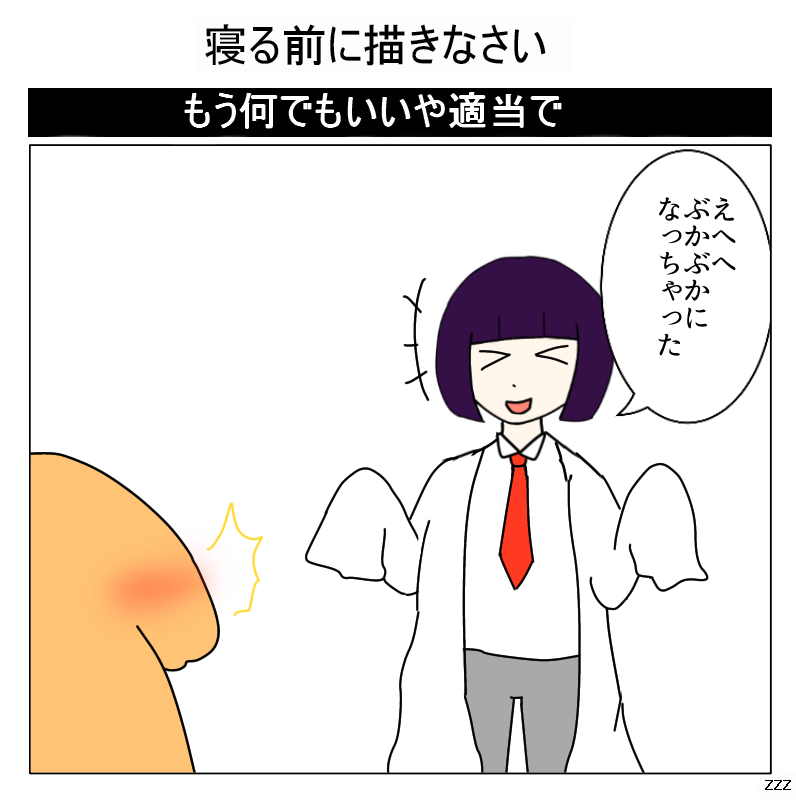 寝る前に描きなさい
もう何でもいいや適当で
えへへ
ぶかぶかに
なっちゃった
zzz